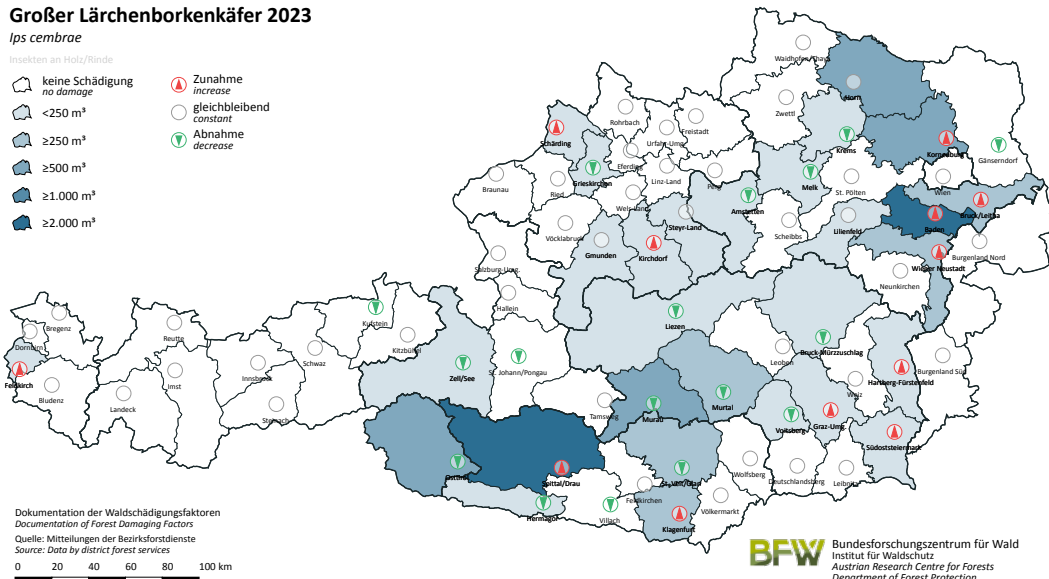 Großer Lärchenborkenkäfer 2023
Ips cembrae
Insekten an Holz/Rinde
keine Schädigung
no damage
<250 m³
≥250 m³
≥500 m³
≥1.000 m³
≥2.000 m³
Zunahme
increase
gleichbleibend
constant
Abnahme
decrease
Waidhofen/Thaya
Horn
Zwettl
Krems
Korneuburg
Gänserndorf
Rohrbach
Freistadt
Schärding
Urfahr-Umg.
Eferding
Grieskirchen
Linz-Land
Perg
Melk
St. Pölten
Wien
Braunau
Ried
Wels-Land
Amstetten
Bruck/Leitha
Steyr-Land
Scheibbs
Lilienfeld
Baden
Vöcklabruck
Gmunden
Kirchdorf
Wiener Neustadt
Burgenland Nord
Salzburg-Umg.
Neunkirchen
Hallein
Bregenz
Kufstein
Liezen
Dornbirn
Reutte
Kitzbühel
Bruck-Mürzzuschlag
Schwaz
St. Johann/Pongau
Leoben
Burgenland Süd
Feldkirch
Zell/See
Innsbruck
Hartberg-Fürstenfeld
Imst
Weiz
Bludenz
Landeck
Steinach
Tamsweg
Murau
Murtal
Voitsberg
Graz-Umg.
Südoststeiermark
Osttirol
Spittal/Drau
St. Veit/Glan
Wolfsberg
Deutschlandsberg
Leibnitz
Feldkirchen
Hermagor
Villach
Klagenfurt
Völkermarkt
Dokumentation der Waldschädigungsfaktoren
Documentation of Forest Damaging Factors
Quelle: Mitteilungen der Bezirksforstdienste
Source: Data by district forest services
0 20 40 60 80 100 km
BFW
Bundesforschungszentrum für Wald
Institut für Waldschutz
Austrian Research Centre for Forests
Department of Forest Protection